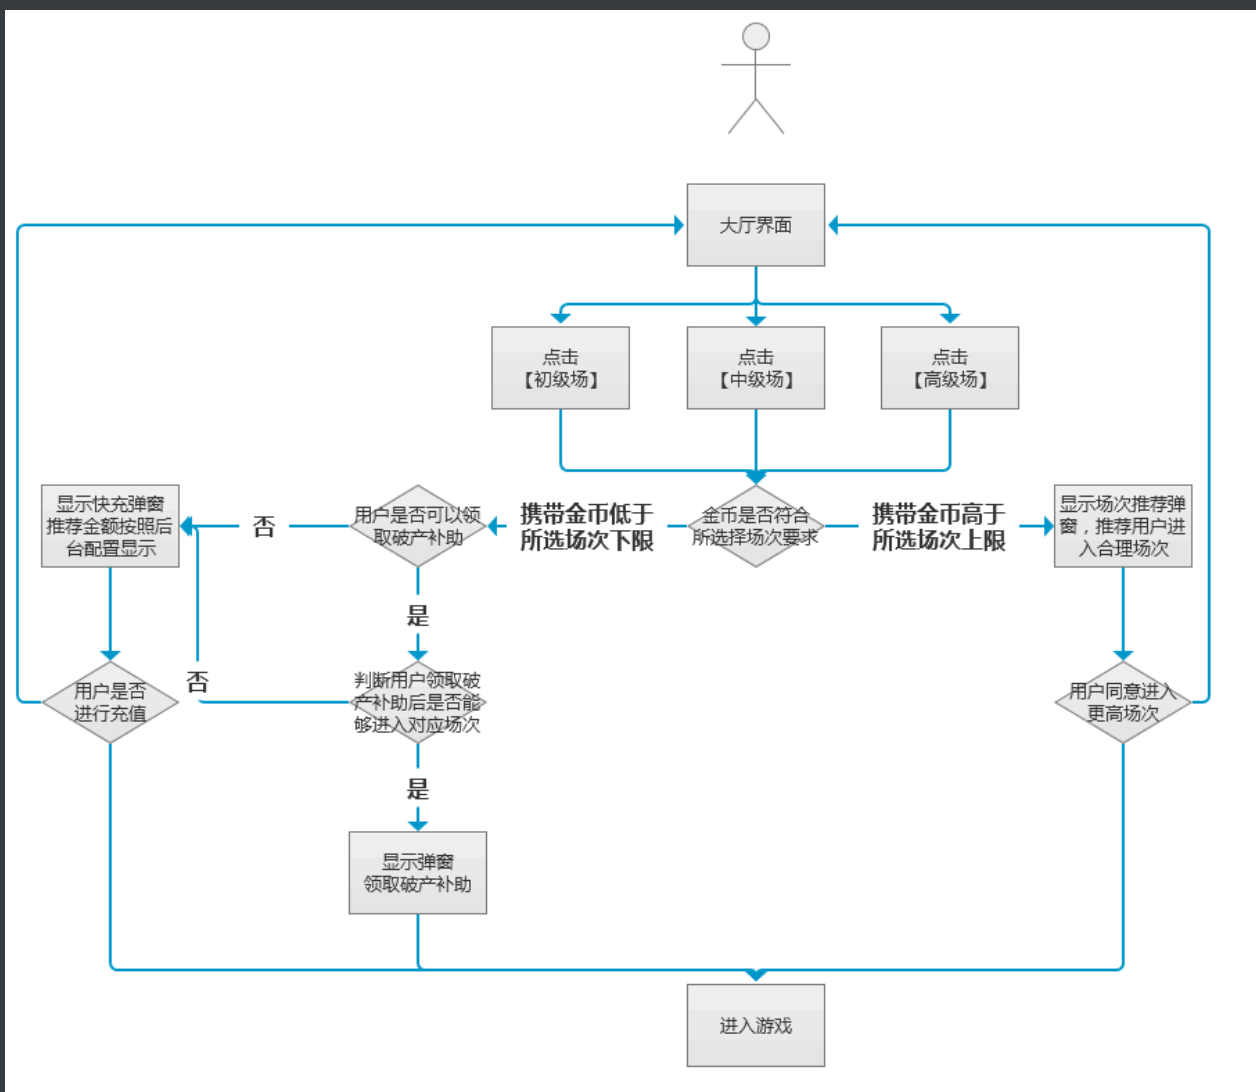 大厅界面
点击
【初级场】
点击
【中级场】
点击
【高级场】
显示快充弹窗
推荐金额按照后
台配置显示
否
用户是否可以领
取破产补助
携带金币低于
所选场次下限
金币是否符合
所选择场次要求
携带金币高于
所选场次上限
显示场次推荐弹
窗，推荐用户进
入合理场次
是
用户是否
进行充值
否
判断用户领取破
产补助后是否能
够进入对应场次
用户同意进入
更高场次
是
显示弹窗
领取破产补助
进入游戏